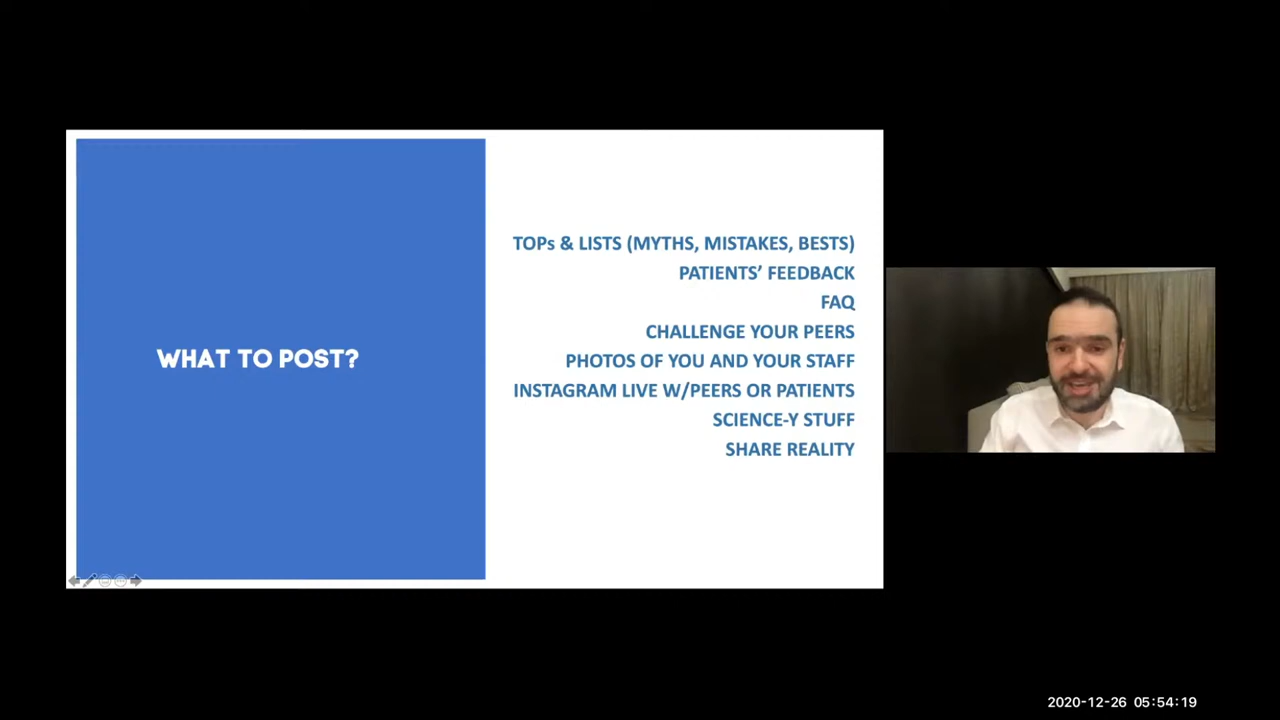 WHAT TO POST?
TOPs & LISTS (MYTHS, MISTAKES, BESTS)
PATIENTS’ FEEDBACK
FAQ
CHALLENGE YOUR PEERS
PHOTOS OF YOU AND YOUR STAFF
INSTAGRAM LIVE W/PEERS OR PATIENTS
SCIENCE-Y STUFF
SHARE REALITY
2020-12-26 05:54:19